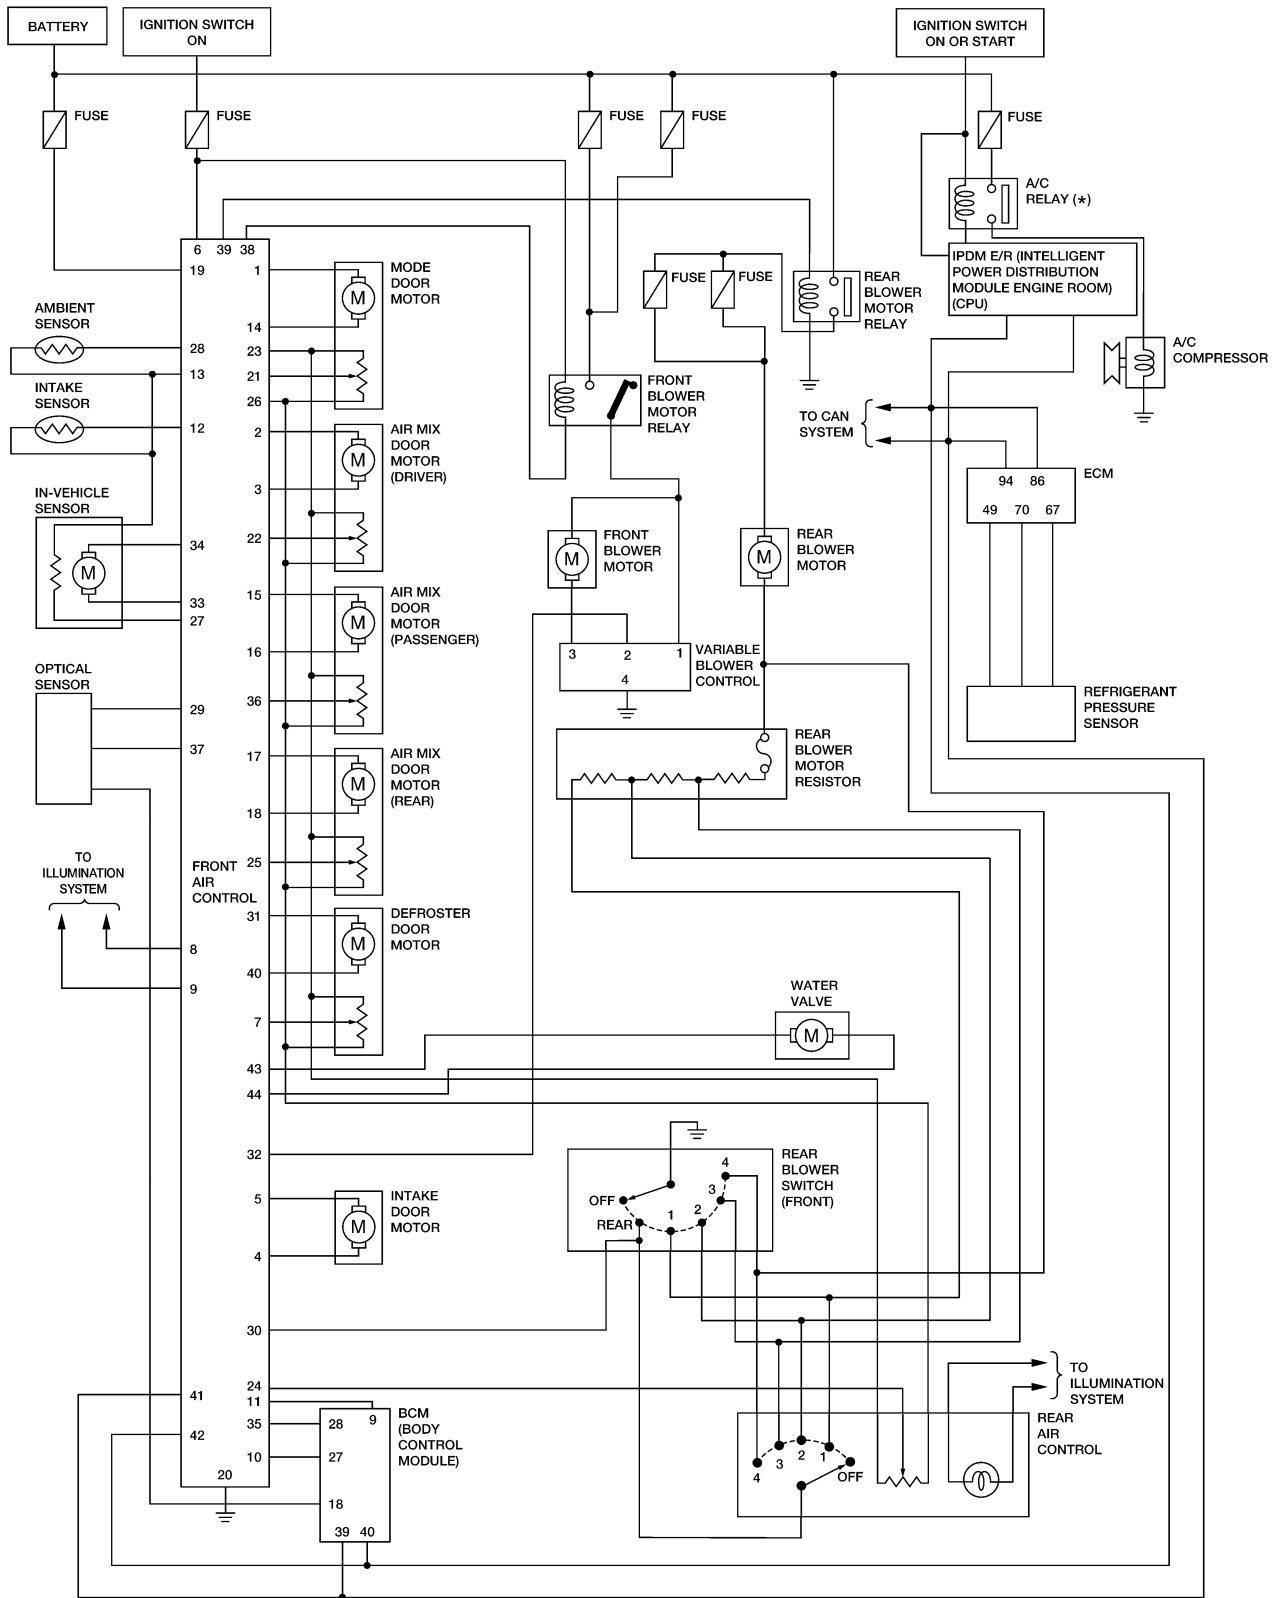 BATTERY
IGNITION SWITCH
ON
IGNITION SWITCH
ON OR START
FUSE
FUSE
FUSE
FUSE
FUSE
A/C
RELAY (*)
6 39 38
19
1
MODE
DOOR
MOTOR
M
14
AMBIENT
SENSOR
28
13
23
21
26
INTAKE
SENSOR
12
2
AIR MIX
DOOR
MOTOR
(DRIVER)
M
3
22
FUSE
FUSE
REAR
BLOWER
MOTOR
RELAY
IPDM E/R (INTELLIGENT
POWER DISTRIBUTION
MODULE ENGINE ROOM)
(CPU)
A/C
COMPRESSOR
FRONT
BLOWER
MOTOR
RELAY
TO CAN
SYSTEM
94 86
ECM
49 70 67
IN-VEHICLE
SENSOR
M
34
33
27
FRONT
BLOWER
MOTOR
M
REAR
BLOWER
MOTOR
M
15
AIR MIX
DOOR
MOTOR
(PASSENGER)
M
16
36
3 2 1
4
VARIABLE
BLOWER
CONTROL
REFRIGERANT
PRESSURE
SENSOR
OPTICAL
SENSOR
29
37
REAR
BLOWER
MOTOR
RESISTOR
17
AIR MIX
DOOR
MOTOR
(REAR)
M
18
25
FRONT
AIR
CONTROL
TO
ILLUMINATION
SYSTEM
8
9
31
DEFROSTER
DOOR
MOTOR
M
40
7
43
44
WATER
VALVE
M
32
REAR
BLOWER
SWITCH
(FRONT)
4
3
OFF
REAR
1
2
5
INTAKE
DOOR
MOTOR
M
4
30
24
11
41
42
35
10
20
BCM
(BODY
CONTROL
MODULE)
9
28
27
18
39 40
TO
ILLUMINATION
SYSTEM
REAR
AIR
CONTROL
4
3
2
1
OFF